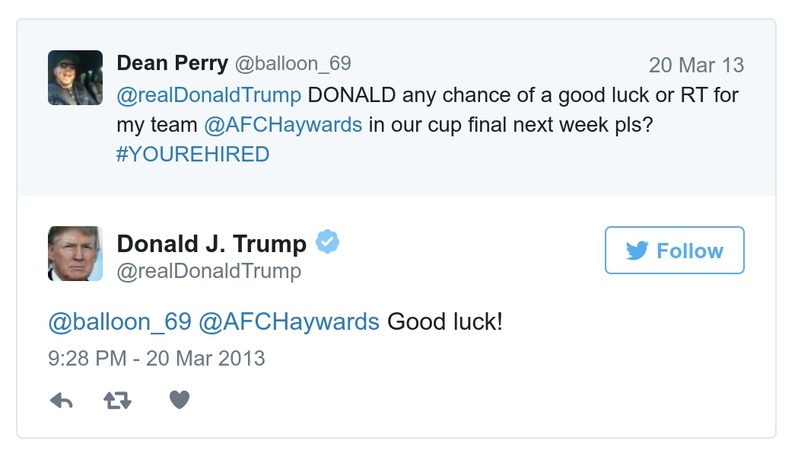 Dean Perry @balloon_69 20 Mar 13
@realDonaldTrump DONALD any chance of a good luck or RT for
my team @AFCHaywards in our cup final next week pls?
#YOUREHIRED
Donald J. Trump
@realDonaldTrump
Follow
@balloon_69 @AFCHaywards Good luck!
9:28 PM - 20 Mar 2013